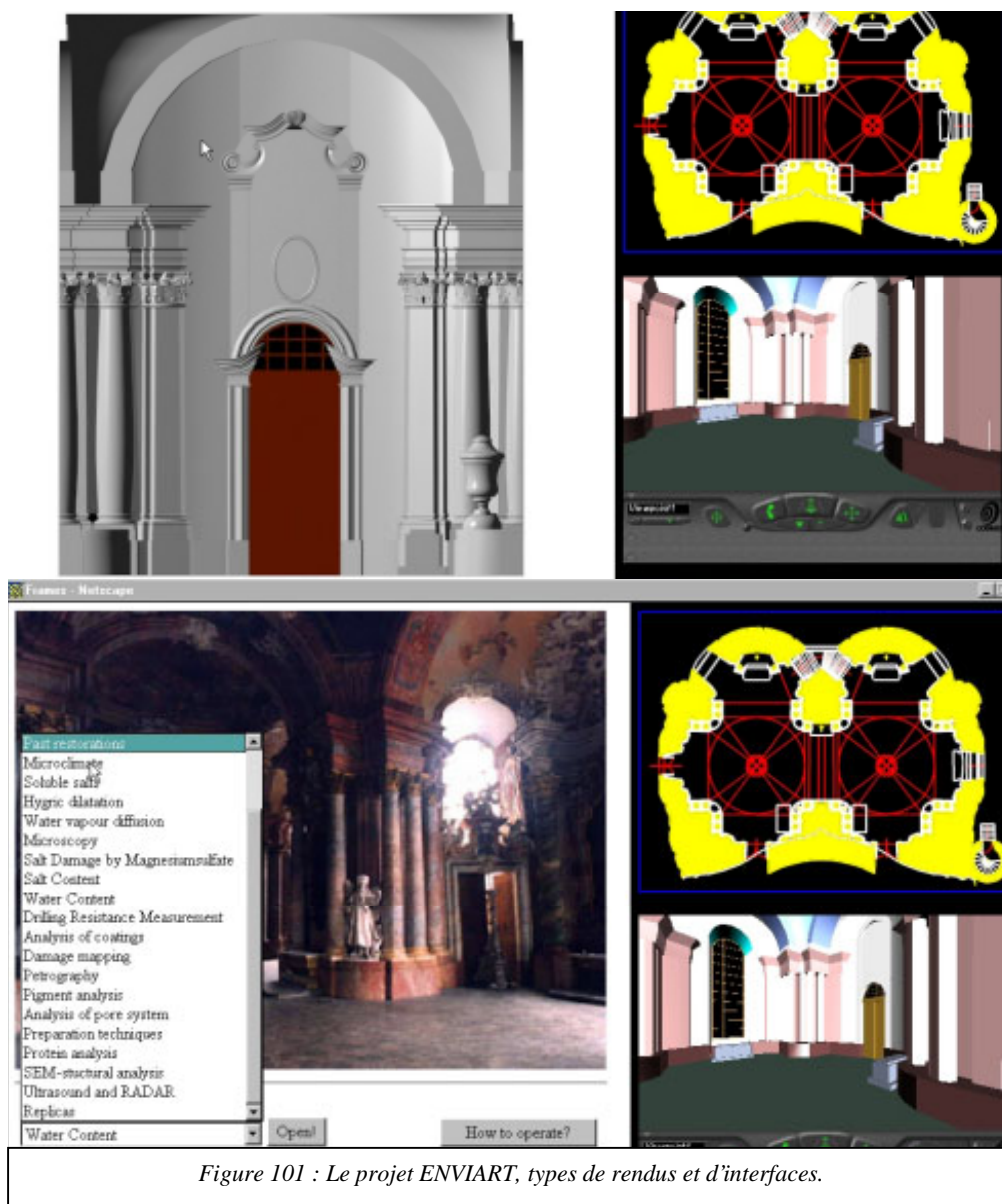 Viewpoint1
Frames - Netscape
Past restorations
Microclimate
Soluble salts
Hygric dilatation
Water vapour diffusion
Microscopy
Salt Damage by Magnesiumsulfate
Salt Content
Water Content
Drilling Resistance Measurement
Analysis of coatings
Damage mapping
Petrography
Pigment analysis
Analysis of pore system
Preparation techniques
Protein analysis
SEM-stuctural analysis
Ultrasound and RADAR
Replicas
Water Content
Open!
How to operate?
Figure 101 : Le projet ENVIART, types de rendus et d'interfaces.